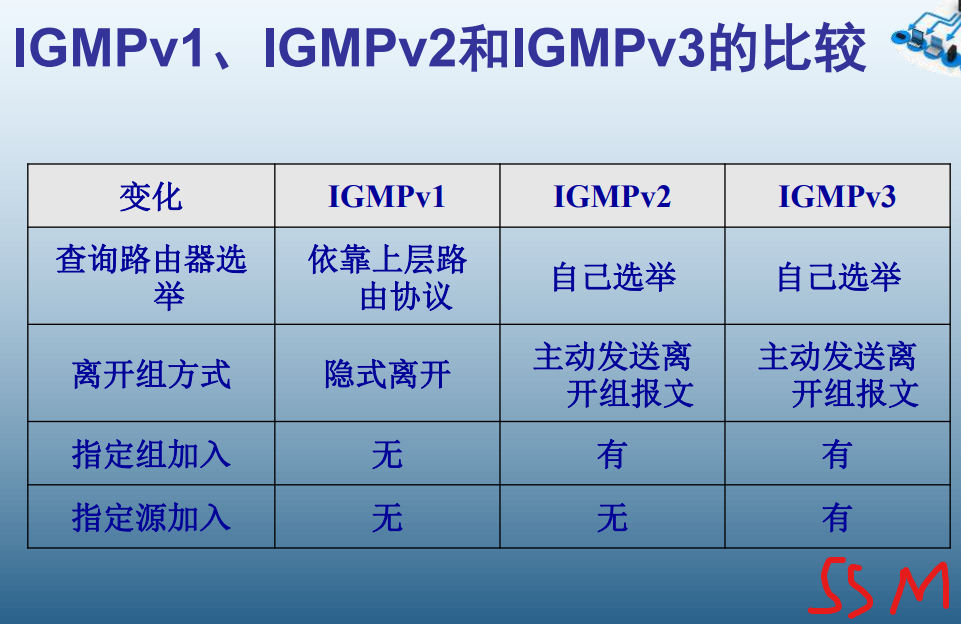 IGMPv1、IGMPv2和IGMPv3的比较
变化 IGMPv1 IGMPv2 IGMPv3
查询路由器选
举
依靠上层路
由协议
自己选举 自己选举
离开组方式 隐式离开
主动发送离
开组报文
主动发送离
开组报文
指定组加入 无 有 有
指定源加入 无 无 有
SSM